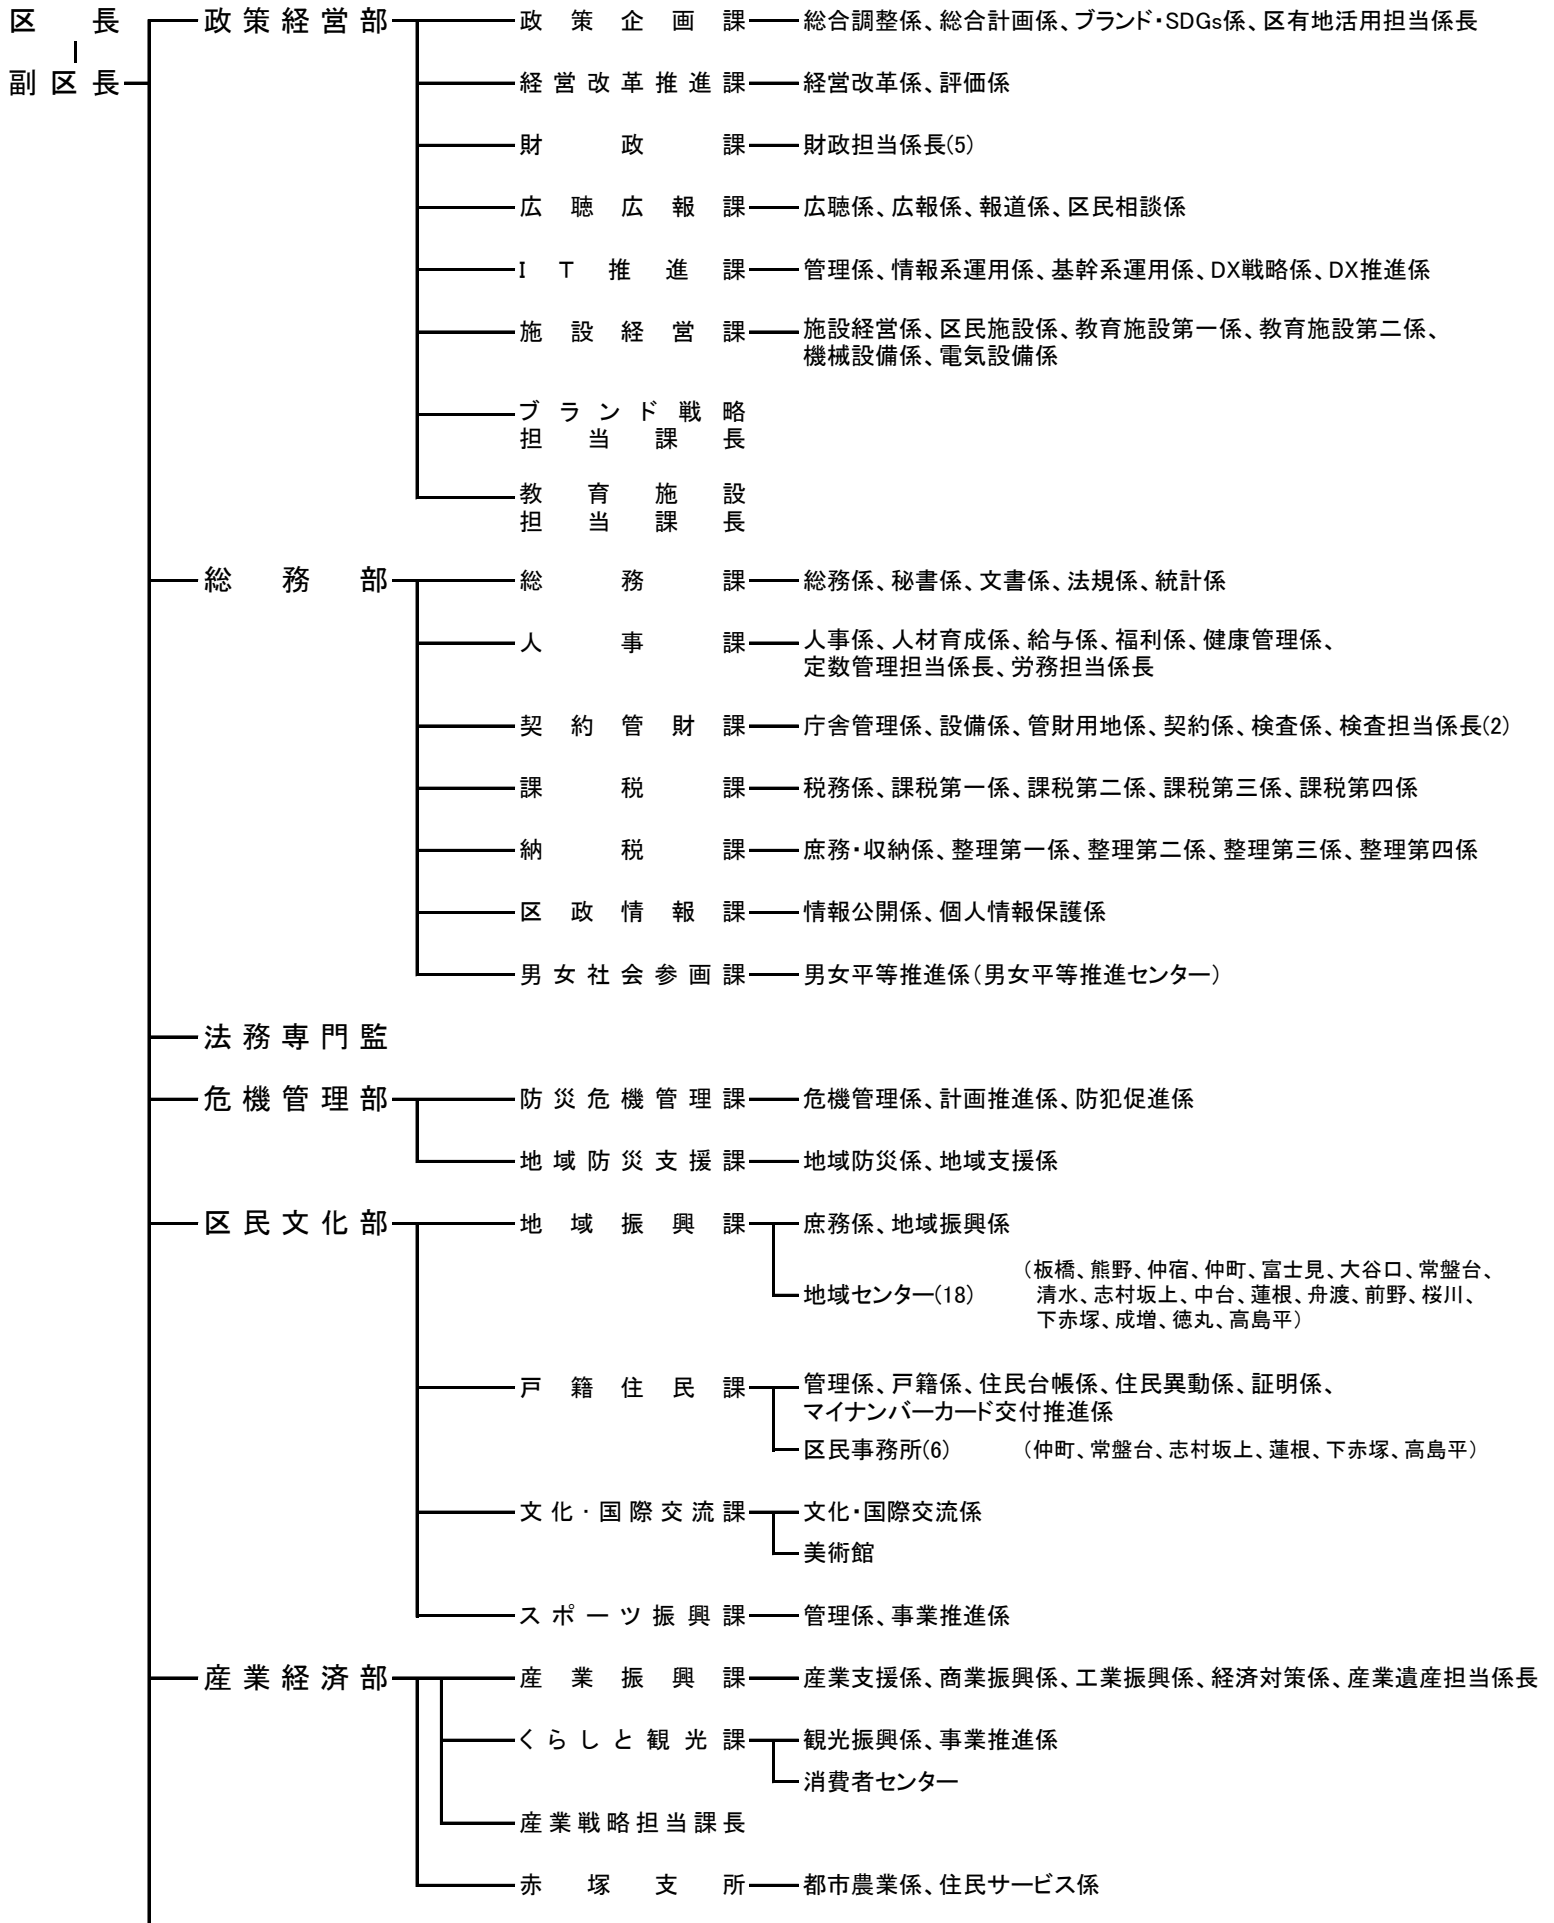 区長 政策経営部 政策企画課 総合調整係、総合計画係、ブランド・SDGs係、区有地活用担当係長
副区長 経営改革推進課 経営改革係、評価係
財政課 財政担当係長(5)
広聴広報課 広聴係、広報係、報道係、区民相談係
IT推進課 管理係、情報系運用係、基幹系運用係、DX戦略係、DX推進係
施設経営課 施設経営係、区民施設係、教育施設第一係、教育施設第二係、
機械設備係、電気設備係
ブランド戦略
担当課長
教育施設
担当課長
総務部 総務課 総務係、秘書係、文書係、法規係、統計係
人事課 人事係、人材育成係、給与係、福利係、健康管理係、
定数管理担当係長、労務担当係長
契約管財課 庁舎管理係、設備係、管財用地係、契約係、検査係、検査担当係長(2)
課税課 税務係、課税第一係、課税第二係、課税第三係、課税第四係
納税課 庶務・収納係、整理第一係、整理第二係、整理第三係、整理第四係
区政情報課 情報公開係、個人情報保護係
男女社会参画課 男女平等推進係（男女平等推進センター）
法務専門監
危機管理部 防災危機管理課 危機管理係、計画推進係、防犯促進係
地域防災支援課 地域防災係、地域支援係
区民文化部 地域振興課 庶務係、地域振興係
地域センター(18) （板橋、熊野、仲宿、仲町、富士見、大谷口、常盤台、
清水、志村坂上、中台、蓮根、舟渡、前野、桜川、
下赤塚、成増、徳丸、高島平）
戸籍住民課 管理係、戸籍係、住民台帳係、住民異動係、証明係、
マイナンバーカード交付推進係
区民事務所(6) （仲町、常盤台、志村坂上、蓮根、下赤塚、高島平）
文化・国際交流課 文化・国際交流係
美術館
スポーツ振興課 管理係、事業推進係
産業経済部 産業振興課 産業支援係、商業振興係、工業振興係、経済対策係、産業遺産担当係長
くらしと観光課 観光振興係、事業推進係
消費者センター
産業戦略担当課長
赤塚支所 都市農業係、住民サービス係